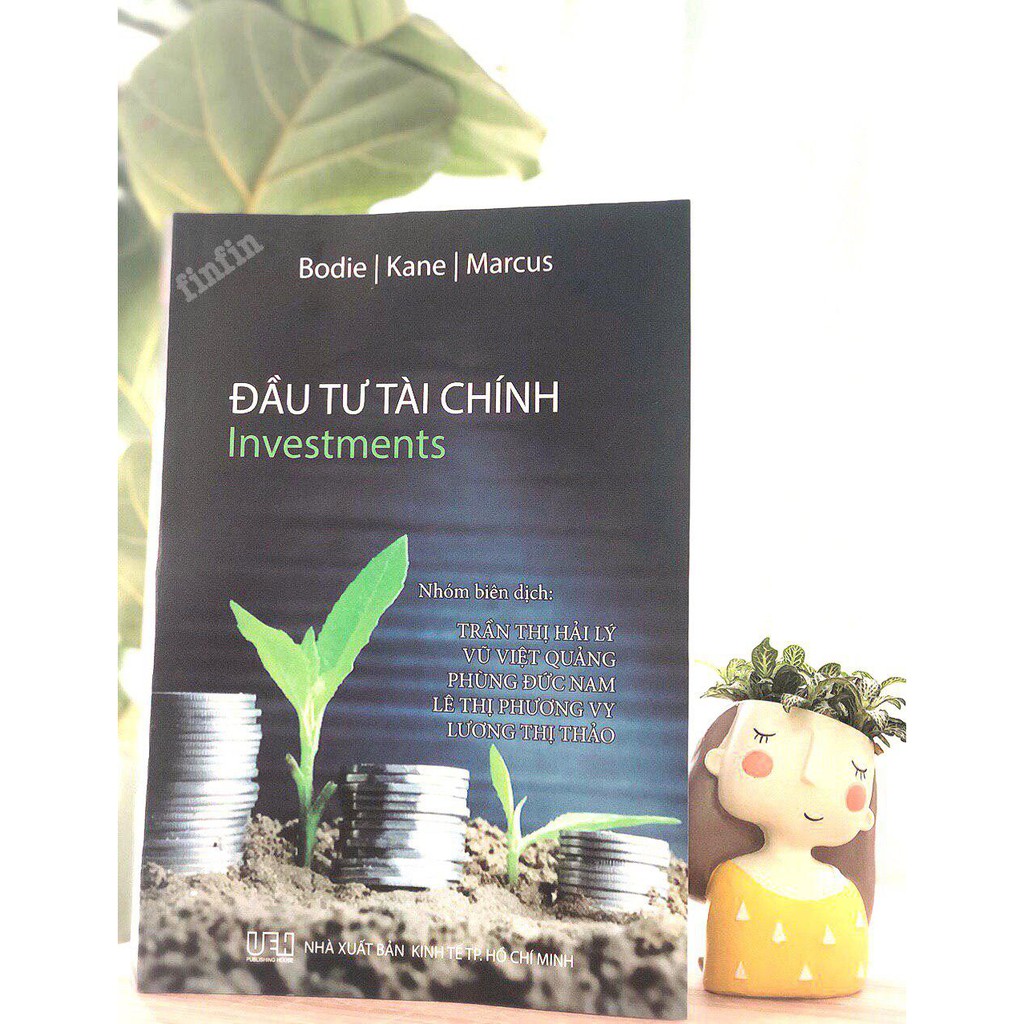 finfin
Bodie | Kane | Marcus
ĐẦU TƯ TÀI CHÍNH
Investments
Nhóm biên dịch:
TRẦN THỊ HẢI LÝ
VŨ VIỆT QUẢNG
PHÙNG ĐỨC NAM
LÊ THỊ PHƯƠNG VY
LƯƠNG THỊ THẢO
UEH
PUBLISHING HOUSE
NHÀ XUẤT BẢN KINH TẾ TP. HỒ CHÍ MINH